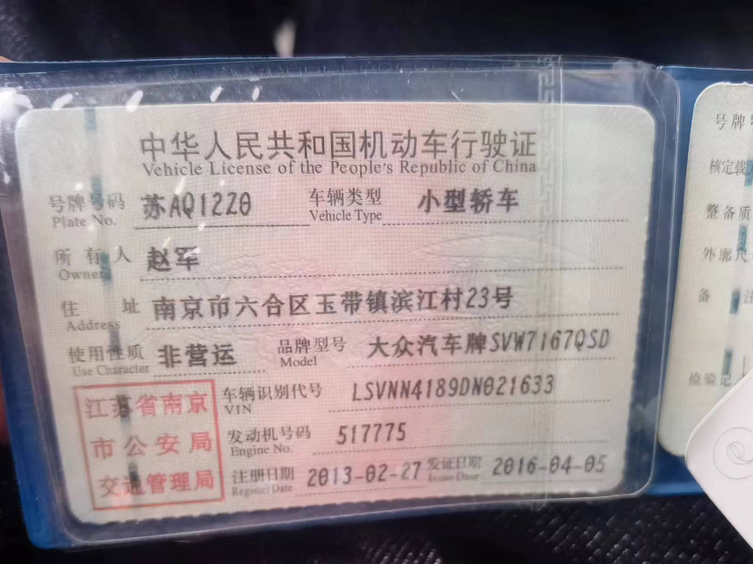 中华人民共和国机动车行驶证
Vehicle License of the People's Republic of China
号牌号码 苏AQ12Z0 车辆类型 小型轿车
Plate No. Vehicle Type
所有人 赵军
Owner
住址 南京市六合区玉带镇滨江村23号
Address
使用性质 非营运 品牌型号 大众汽车牌SVW7167QSD
Use Character Model
江苏省南京
市公安局
交通管理局
车辆识别代号 LSVNN4189DN021633
VIN
发动机号码 517775
Engine No.
注册日期 2013-02-27 发证日期 2016-04-05
Register Date Issue Date
号牌
核定载
整备质
外廓尺
备注
检验记